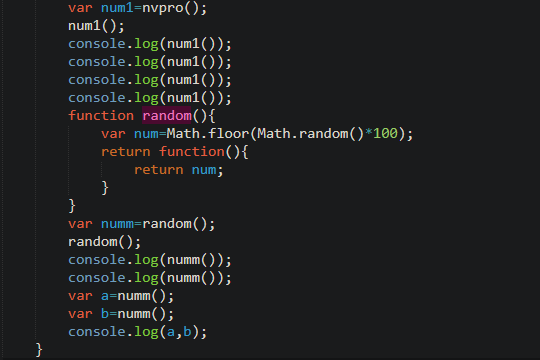 var num1=nvpro();
num1();
console.log(num1());
console.log(num1());
console.log(num1());
console.log(num1());
function random(){
var num=Math.floor(Math.random()*100);
return function(){
return num;
}
}
var numm=random();
random();
console.log(numm());
console.log(numm());
var a=numm();
var b=numm();
console.log(a,b);
}